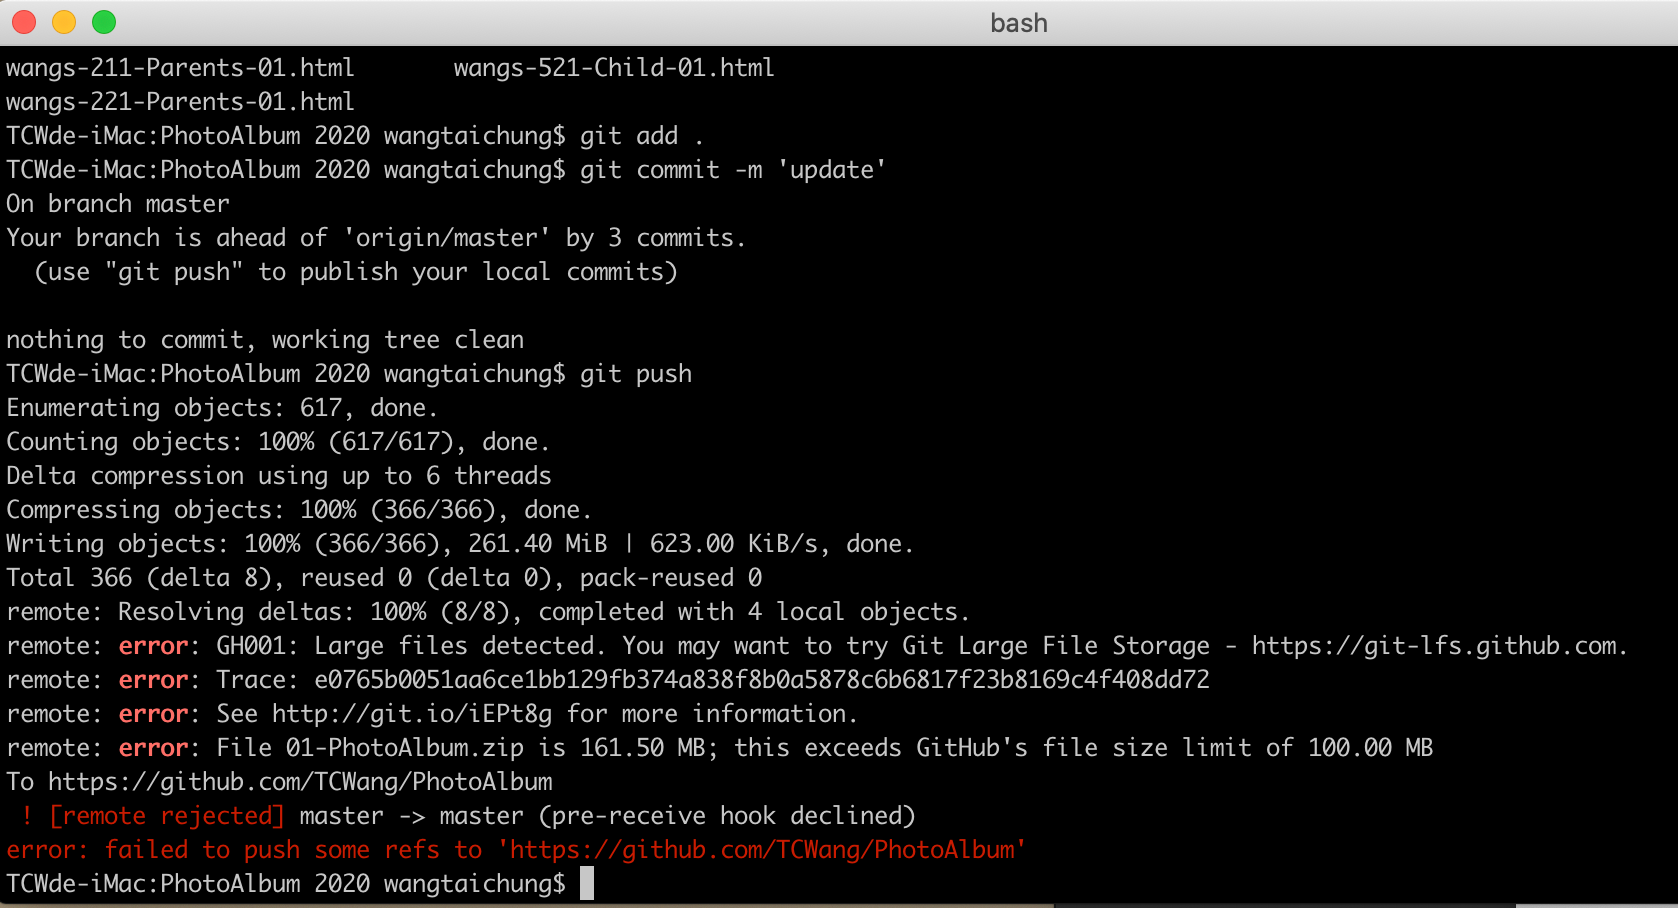 bash
wangs-211-Parents-01.html       wangs-521-Child-01.html
wangs-221-Parents-01.html
TCWde-iMac:PhotoAlbum 2020 wangtaichung$ git add .
TCWde-iMac:PhotoAlbum 2020 wangtaichung$ git commit -m 'update'
On branch master
Your branch is ahead of 'origin/master' by 3 commits.
  (use "git push" to publish your local commits)

nothing to commit, working tree clean
TCWde-iMac:PhotoAlbum 2020 wangtaichung$ git push
Enumerating objects: 617, done.
Counting objects: 100% (617/617), done.
Delta compression using up to 6 threads
Compressing objects: 100% (366/366), done.
Writing objects: 100% (366/366), 261.40 MiB | 623.00 KiB/s, done.
Total 366 (delta 8), reused 0 (delta 0), pack-reused 0
remote: Resolving deltas: 100% (8/8), completed with 4 local objects.
remote: error: GH001: Large files detected. You may want to try Git Large File Storage - https://git-lfs.github.com.
remote: error: Trace: e0765b0051aa6ce1bb129fb374a838f8b0a5878c6b6817f23b8169c4f408dd72
remote: error: See http://git.io/iEPt8g for more information.
remote: error: File 01-PhotoAlbum.zip is 161.50 MB; this exceeds GitHub's file size limit of 100.00 MB
To https://github.com/TCWang/PhotoAlbum
 ! [remote rejected] master -> master (pre-receive hook declined)
error: failed to push some refs to 'https://github.com/TCWang/PhotoAlbum'
TCWde-iMac:PhotoAlbum 2020 wangtaichung$